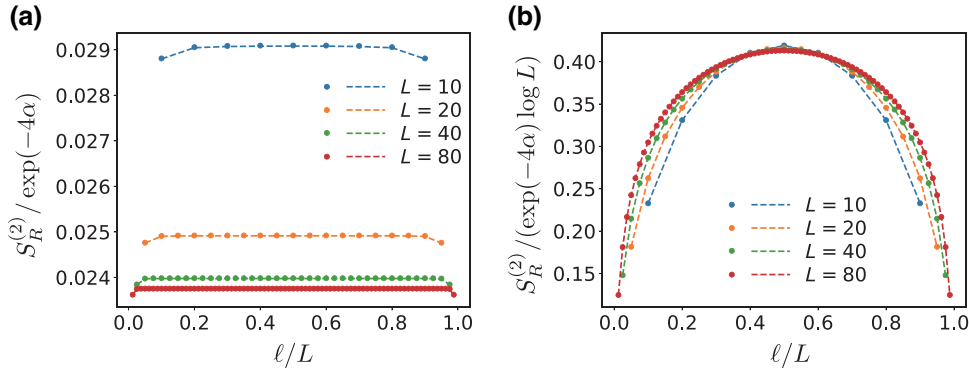 (a)
S_R^{(2)} / exp(−4α)
0.029
0.028
0.027
0.026
0.025
0.024
L = 10
L = 20
L = 40
L = 80
0.0 0.2 0.4 0.6 0.8 1.0
ℓ/L
(b)
S_R^{(2)} /(exp(−4α) log L)
0.40
0.35
0.30
0.25
0.20
0.15
L = 10
L = 20
L = 40
L = 80
0.0 0.2 0.4 0.6 0.8 1.0
ℓ/L